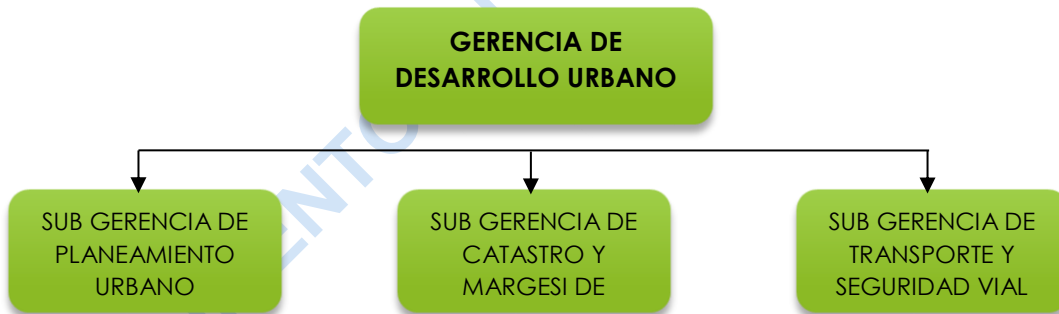 GERENCIA DE
DESARROLLO URBANO
SUB GERENCIA DE
PLANEAMIENTO
URBANO
SUB GERENCIA DE
CATASTRO Y
MARGESI DE
SUB GERENCIA DE
TRANSPORTE Y
SEGURIDAD VIAL